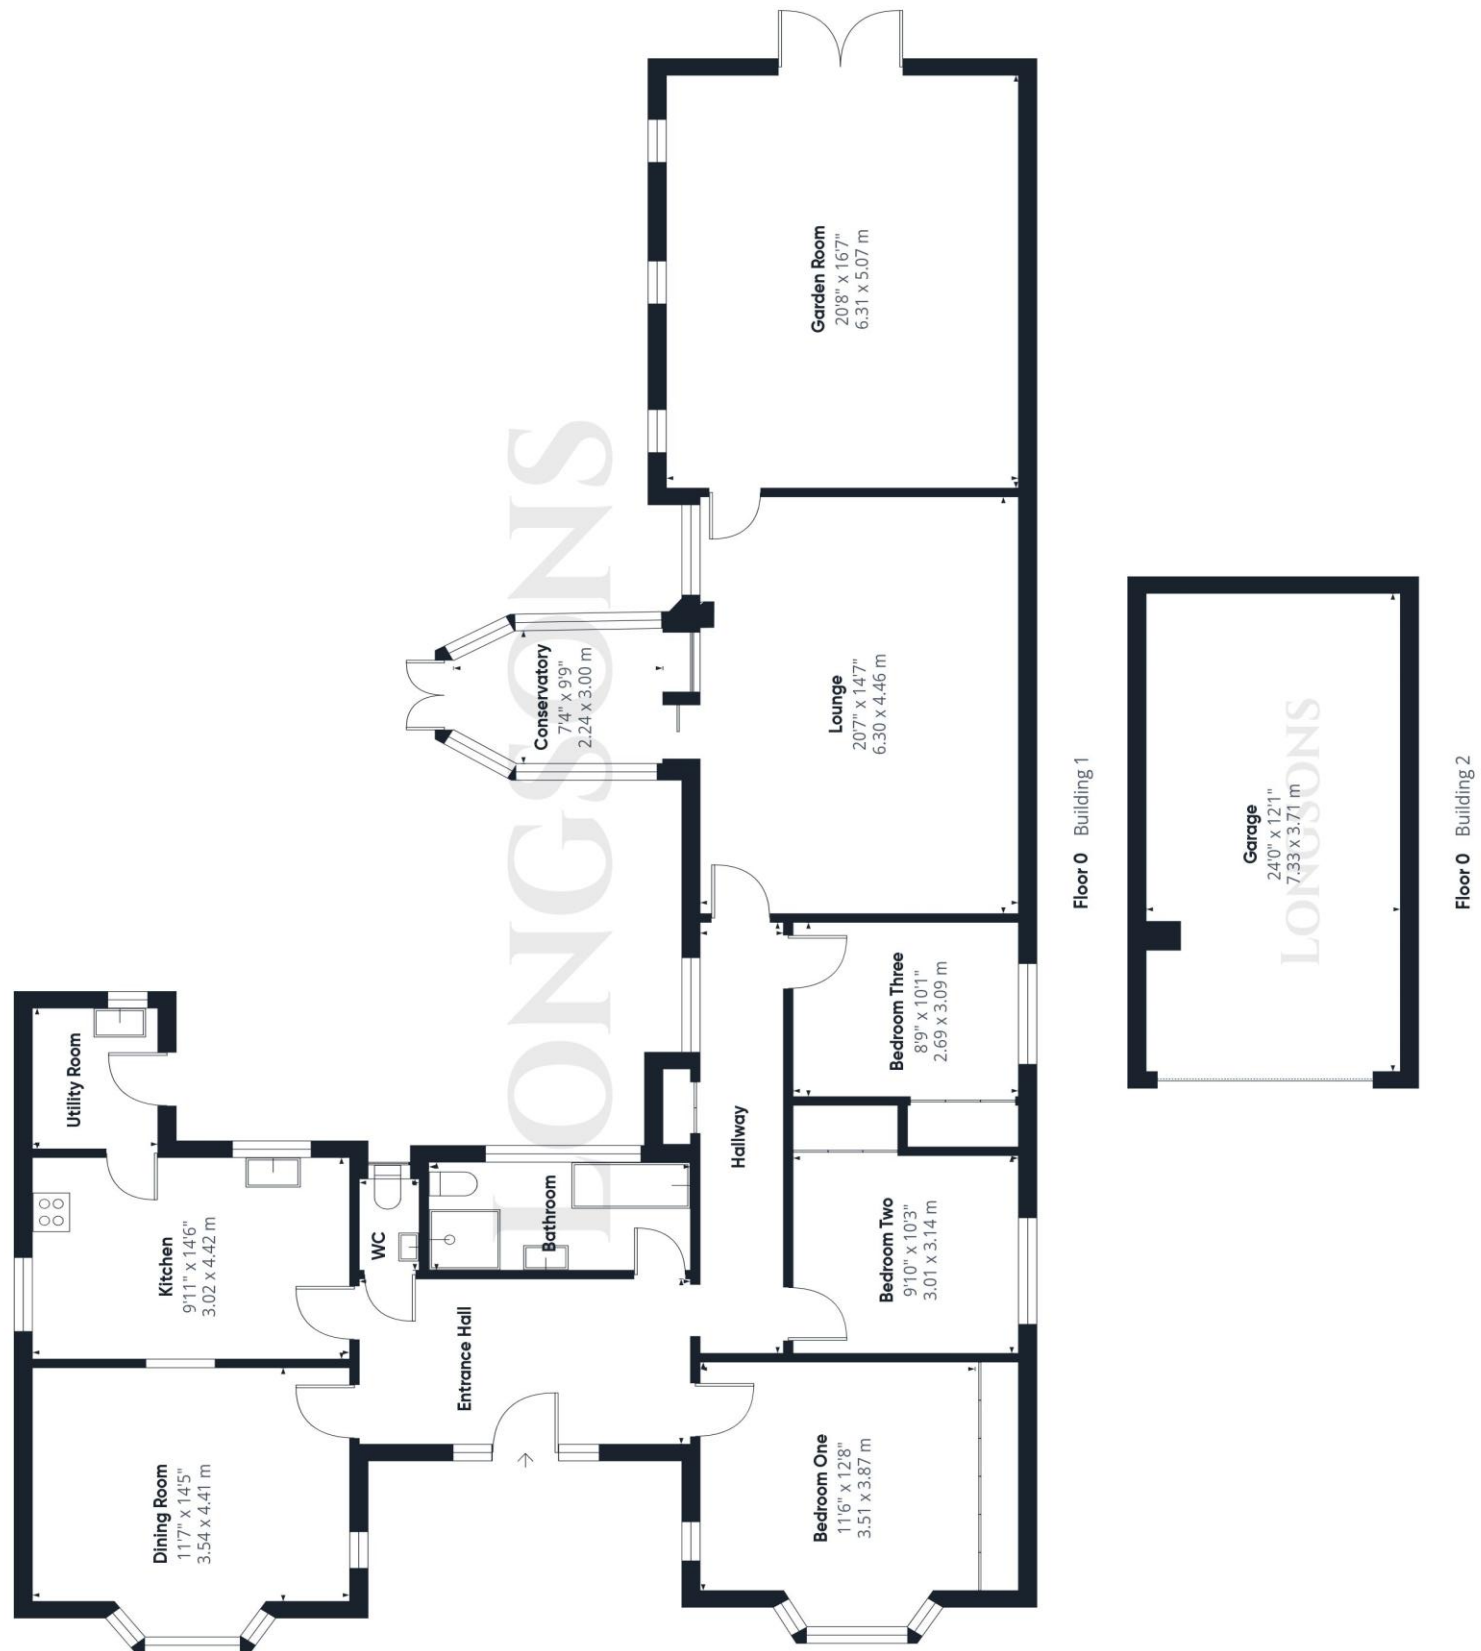 Utility Room
Kitchen
9'11" x 14'6"
3.02 x 4.42 m
Dining Room
11'7" x 14'5"
3.54 x 4.41 m
WC
Bathroom
Entrance Hall
Conservatory
7'4" x 9'9"
2.24 x 3.00 m
LONGSONS
Garden Room
20'8" x 16'7"
6.31 x 5.07 m
Lounge
20'7" x 14'7"
6.30 x 4.46 m
Hallway
Bedroom Three
8'9" x 10'1"
2.69 x 3.09 m
Bedroom Two
9'10" x 10'3"
3.01 x 3.14 m
Bedroom One
11'6" x 12'8"
3.51 x 3.87 m
Floor 0 Building 1
Garage
24'0" x 12'1"
7.33 x 3.71 m
LONGSONS
Floor 0 Building 2